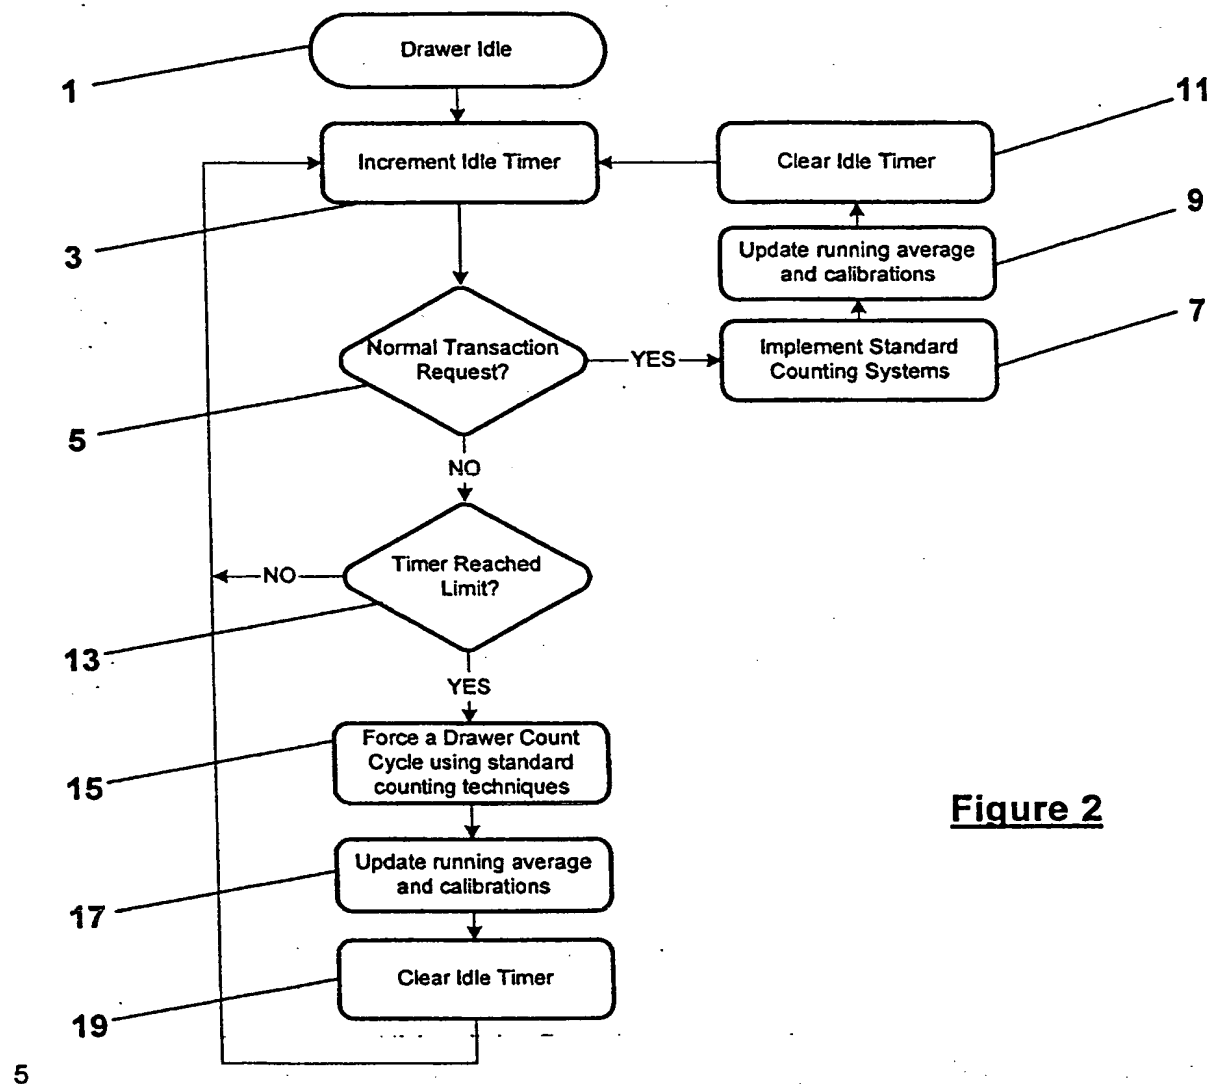 Drawer Idle
1
11
Increment Idle Timer
Clear Idle Timer
3
9
Update running average
and calibrations
7
Normal Transaction
Request?
YES
Implement Standard
Counting Systems
5
NO
Timer Reached
Limit?
NO
13
YES
Force a Drawer Count
Cycle using standard
counting techniques
15
Figure 2
Update running average
and calibrations
17
Clear Idle Timer
19
5